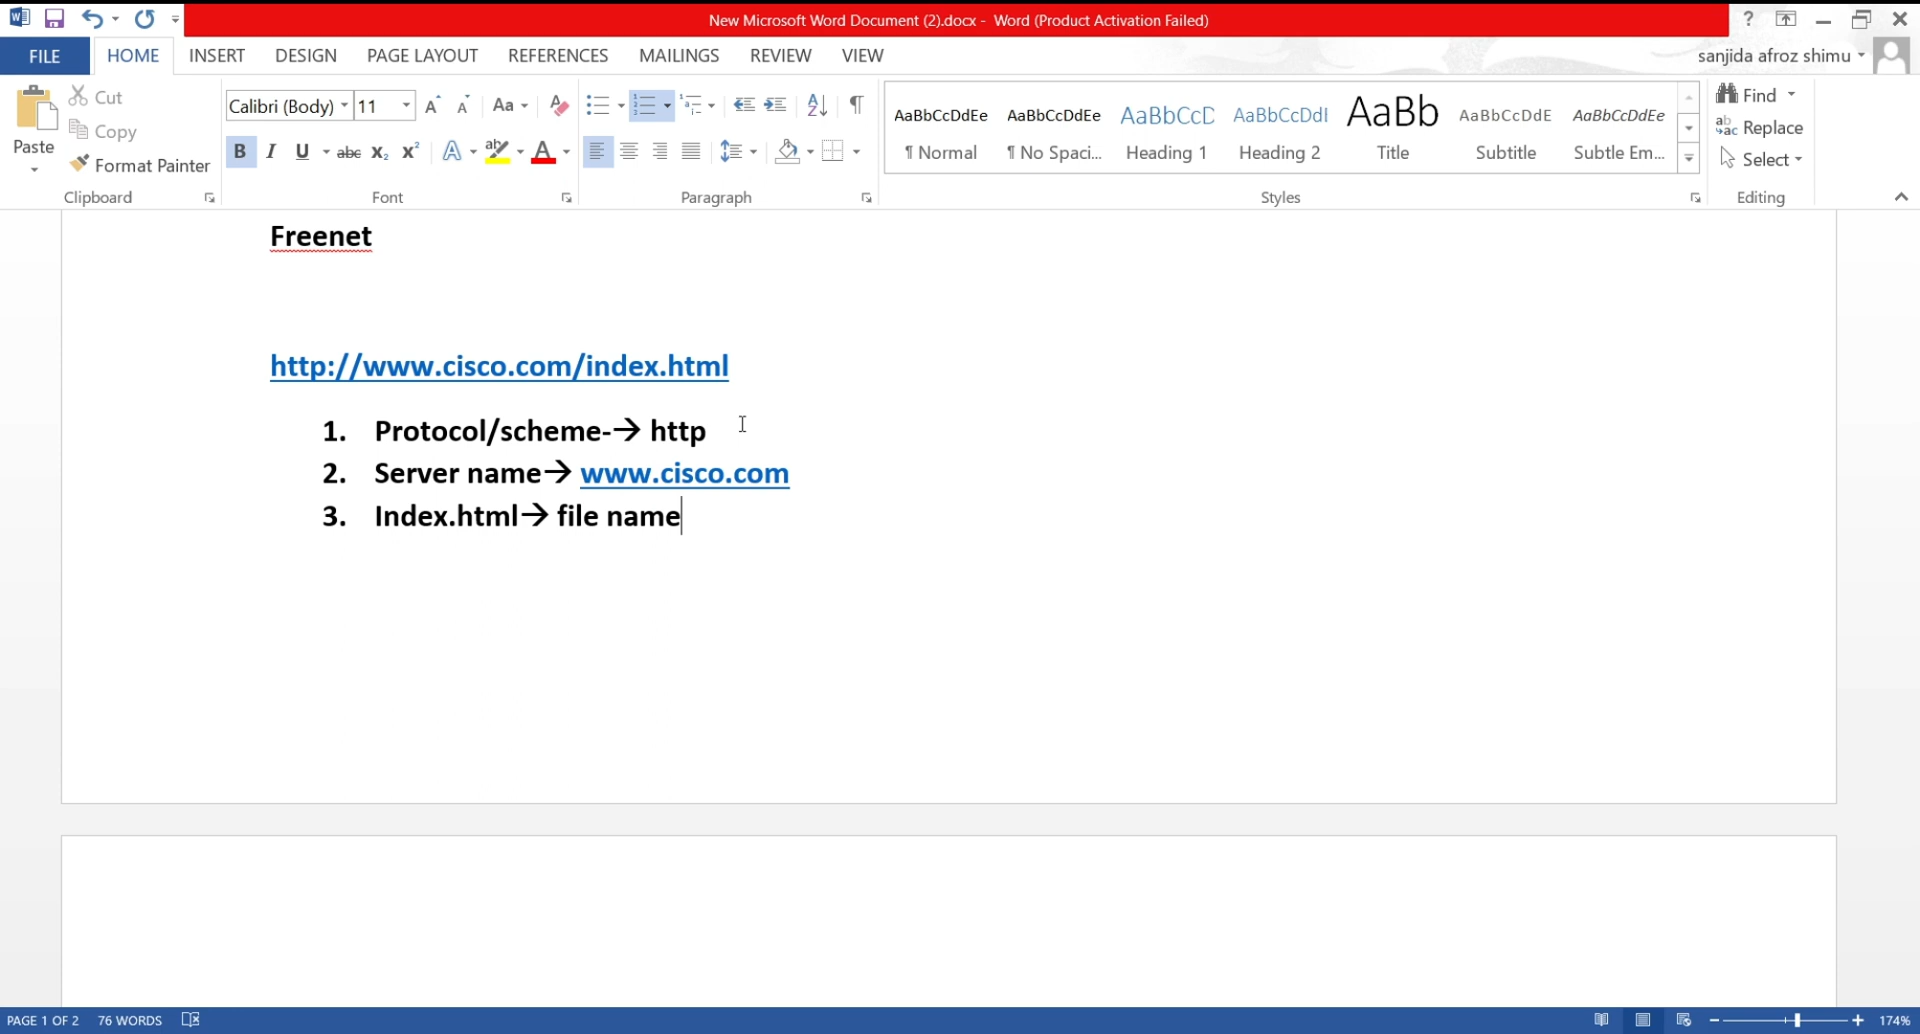 New Microsoft Word Document (2).docx - Word (Product Activation Failed)
?
FILE HOME INSERT DESIGN PAGE LAYOUT REFERENCES MAILINGS REVIEW VIEW
sanjida afroz shimu
Paste
Cut
Copy
Format Painter
Clipboard
Calibri (Body) 11
Aa
B I U abc X₂ X²
Font
Paragraph
AaBbCcDdEe AaBbCcDdEe AaBbCcC AaBbCcDdI AaBb AaBbCcDdE AaBbCcDdEe
¶ Normal ¶ No Spaci... Heading 1 Heading 2 Title Subtitle Subtle Em...
Styles
Find
Replace
Select
Editing
Freenet
http://www.cisco.com/index.html
1. Protocol/scheme-→ http
2. Server name→ www.cisco.com
3. Index.html→ file name
PAGE 1 OF 2 76 WORDS
174%